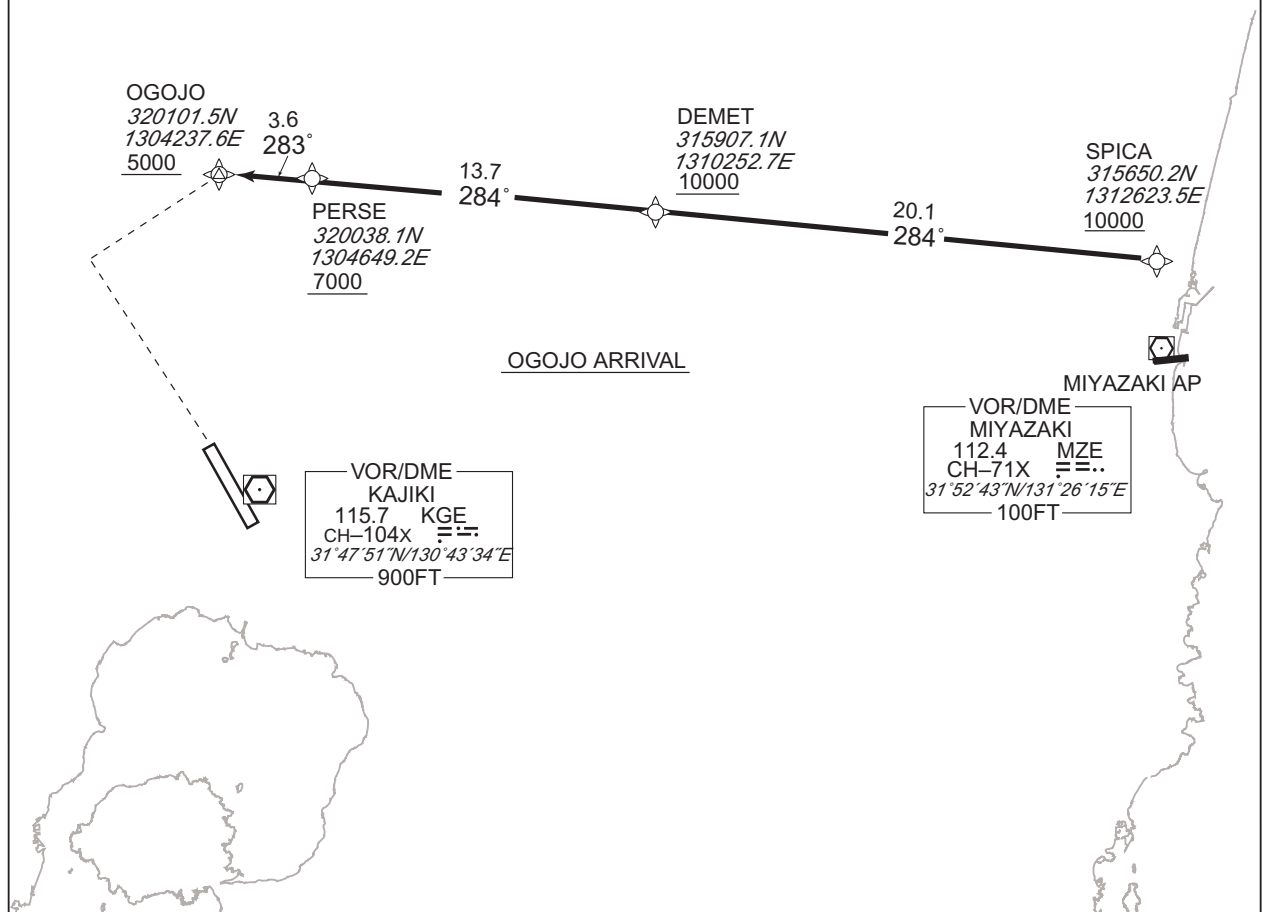 OGOJO
320101.5N
1304237.6E
5000
3.6
283°
PERSE
320038.1N
1304649.2E
7000
13.7
284°
DEMET
315907.1N
1310252.7E
10000
20.1
284°
SPICA
315650.2N
1312623.5E
10000
OGOJO ARRIVAL
MIYAZAKI AP
VOR/DME
MIYAZAKI
112.4 MZE
CH–71X
31°52´43˝N/131°26´15˝E
100FT
VOR/DME
KAJIKI
115.7 KGE
CH–104X
31°47´51˝N/130°43´34˝E
900FT